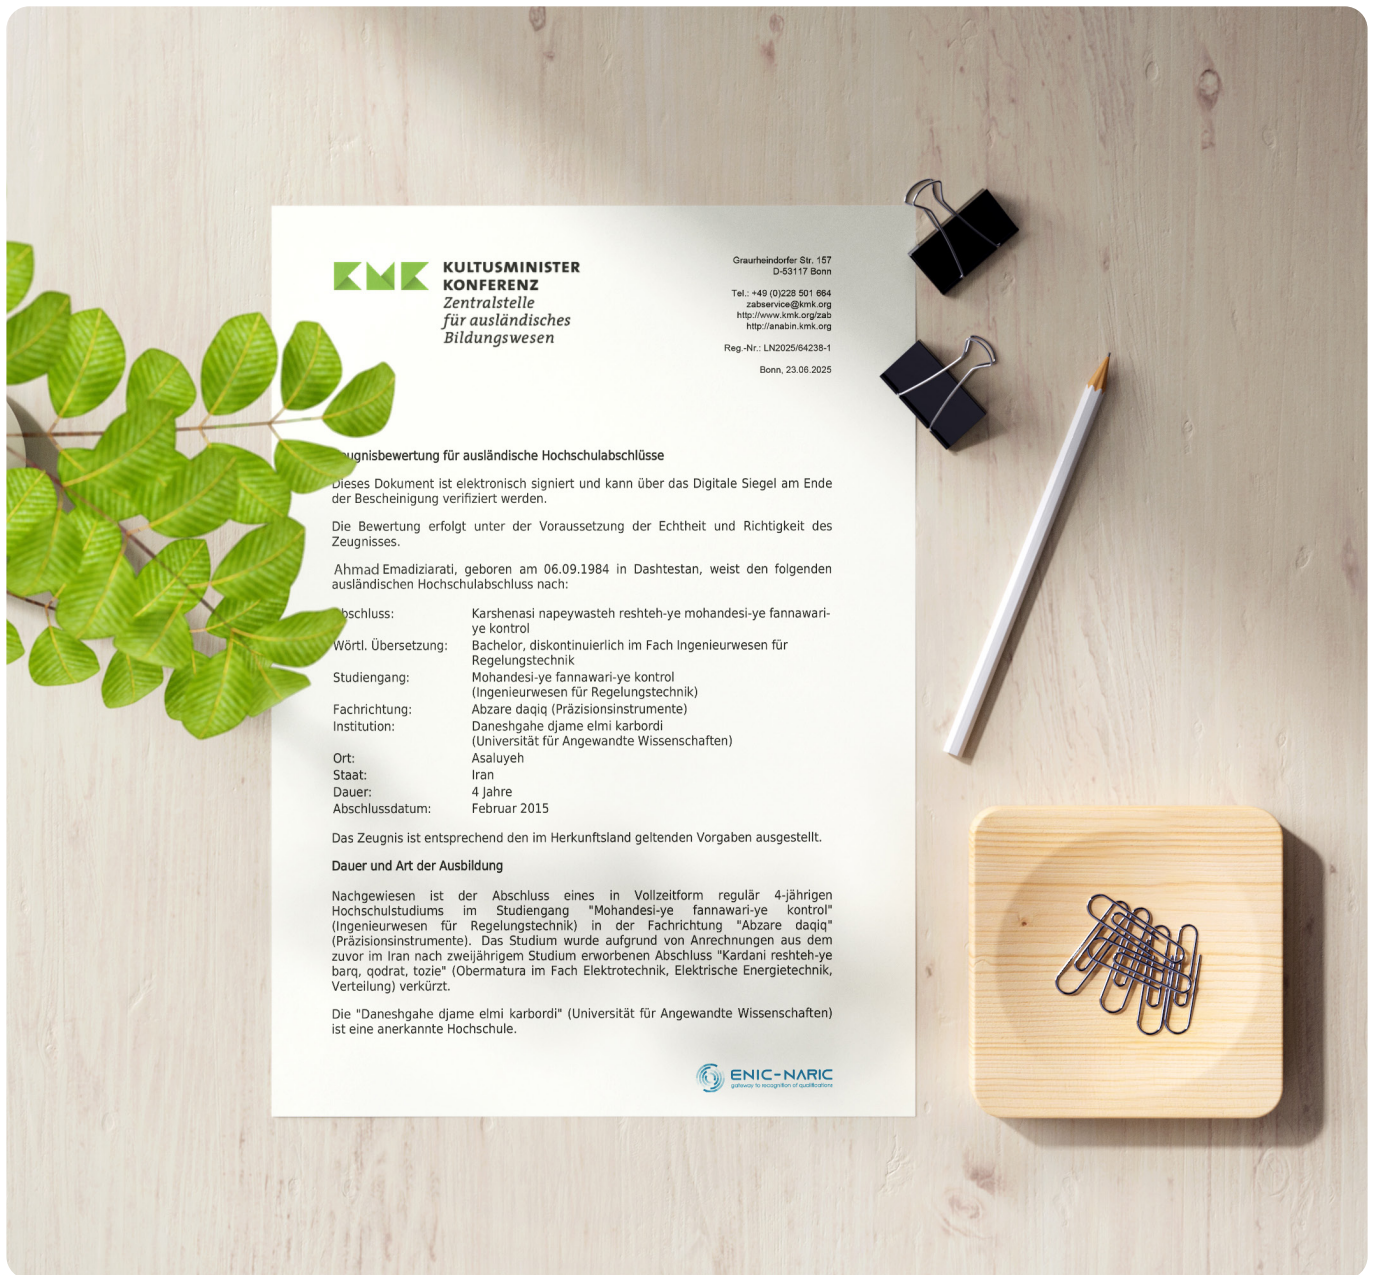 KMK KULTUSMINISTER
KONFERENZ
Zentralstelle
für ausländisches
Bildungswesen
Graurheindorfer Str. 157
D-53117 Bonn
Tel.: +49 (0)228 501 664
zabservice@kmk.org
http://www.kmk.org/zab
http://anabin.kmk.org
Reg.-Nr.: LN2025/64238-1
Bonn, 23.06.2025
eugnisbewertung für ausländische Hochschulabschlüsse
Dieses Dokument ist elektronisch signiert und kann über das Digitale Siegel am Ende
der Bescheinigung verifiziert werden.
Die Bewertung erfolgt unter der Voraussetzung der Echtheit und Richtigkeit des
Zeugnisses.
Ahmad Emadiziarati, geboren am 06.09.1984 in Dashtestan, weist den folgenden
ausländischen Hochschulabschluss nach:
bschluss: Karshenasi napeywasteh reshteh-ye mohandesi-ye fannawari-
ye kontrol
Wörtl. Übersetzung: Bachelor, diskontinuierlich im Fach Ingenieurwesen für
Regelungstechnik
Studiengang: Mohandesi-ye fannawari-ye kontrol
(Ingenieurwesen für Regelungstechnik)
Fachrichtung: Abzare daqiq (Präzisionsinstrumente)
Institution: Daneshgahe djame elmi karbordi
(Universität für Angewandte Wissenschaften)
Ort: Asaluyeh
Staat: Iran
Dauer: 4 Jahre
Abschlussdatum: Februar 2015
Das Zeugnis ist entsprechend den im Herkunftsland geltenden Vorgaben ausgestellt.
Dauer und Art der Ausbildung
Nachgewiesen ist der Abschluss eines in Vollzeitform regulär 4-jährigen
Hochschulstudiums im Studiengang "Mohandesi-ye fannawari-ye kontrol"
(Ingenieurwesen für Regelungstechnik) in der Fachrichtung "Abzare daqiq"
(Präzisionsinstrumente). Das Studium wurde aufgrund von Anrechnungen aus dem
zuvor im Iran nach zweijährigem Studium erworbenen Abschluss "Kardani reshteh-ye
barq, qodrat, tozie" (Obermatura im Fach Elektrotechnik, Elektrische Energietechnik,
Verteilung) verkürzt.
Die "Daneshgahe djame elmi karbordi" (Universität für Angewandte Wissenschaften)
ist eine anerkannte Hochschule.
ENIC-NARIC
gateway to recognition of qualifications